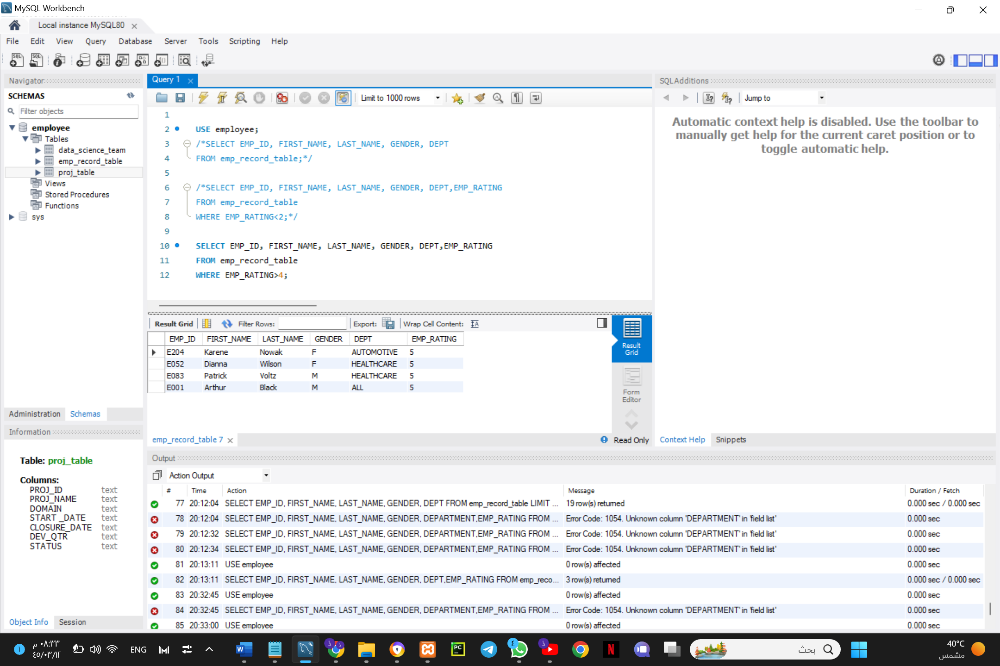 MySQL Workbench
Local instance MySQL80
File Edit View Query Database Server Tools Scripting Help
Navigator
SCHEMAS
Filter objects
employee
Tables
data_science_team
emp_record_table
proj_table
Views
Stored Procedures
Functions
sys
Administration Schemas
Information
Table: proj_table
Columns:
PROJ_ID text
PROJ_NAME text
DOMAIN text
START _DATE text
CLOSURE_DATE text
DEV_QTR text
STATUS text
Object Info Session
Query 1
Limit to 1000 rows
1
2 USE employee;
3 /*SELECT EMP_ID, FIRST_NAME, LAST_NAME, GENDER, DEPT
4 FROM emp_record_table;*/
5
6 /*SELECT EMP_ID, FIRST_NAME, LAST_NAME, GENDER, DEPT,EMP_RATING
7 FROM emp_record_table
8 WHERE EMP_RATING<2;*/
9
10 SELECT EMP_ID, FIRST_NAME, LAST_NAME, GENDER, DEPT,EMP_RATING
11 FROM emp_record_table
12 WHERE EMP_RATING>4;
Result Grid Filter Rows: Export: Wrap Cell Content:
EMP_ID FIRST_NAME LAST_NAME GENDER DEPT EMP_RATING
E204 Karene Nowak F AUTOMOTIVE 5
E052 Dianna Wilson F HEALTHCARE 5
E083 Patrick Voltz M HEALTHCARE 5
E001 Arthur Black M ALL 5
Result
Grid
Form
Editor
emp_record_table 7
Read Only
SQLAdditions
Jump to
Automatic context help is disabled. Use the toolbar to
manually get help for the current caret position or to
toggle automatic help.
Context Help Snippets
Output
Action Output
# Time Action Message Duration / Fetch
77 20:12:04 SELECT EMP_ID, FIRST_NAME, LAST_NAME, GENDER, DEPT FROM emp_record_table LIMIT ... 19 row(s) returned 0.000 sec / 0.000 sec
78 20:12:04 SELECT EMP_ID, FIRST_NAME, LAST_NAME, GENDER, DEPARTMENT,EMP_RATING FROM ... Error Code: 1054. Unknown column 'DEPARTMENT' in 'field list' 0.000 sec
79 20:12:32 SELECT EMP_ID, FIRST_NAME, LAST_NAME, GENDER, DEPARTMENT,EMP_RATING FROM ... Error Code: 1054. Unknown column 'DEPARTMENT' in 'field list' 0.000 sec
80 20:12:34 SELECT EMP_ID, FIRST_NAME, LAST_NAME, GENDER, DEPARTMENT,EMP_RATING FROM ... Error Code: 1054. Unknown column 'DEPARTMENT' in 'field list' 0.000 sec
81 20:13:11 USE employee 0 row(s) affected 0.000 sec
82 20:13:11 SELECT EMP_ID, FIRST_NAME, LAST_NAME, GENDER, DEPT,EMP_RATING FROM emp_reco... 3 row(s) returned 0.000 sec / 0.000 sec
83 20:32:45 USE employee 0 row(s) affected 0.000 sec
84 20:32:45 SELECT EMP_ID, FIRST_NAME, LAST_NAME, GENDER, DEPARTMENT,EMP_RATING FROM ... Error Code: 1054. Unknown column 'DEPARTMENT' in 'field list' 0.000 sec
85 20:33:00 USE employee 0 row(s) affected 0.000 sec
١
٠٨:٣٣ م
٤٥/٠٣/١٢
ENG
بحث
40°C
مشمس